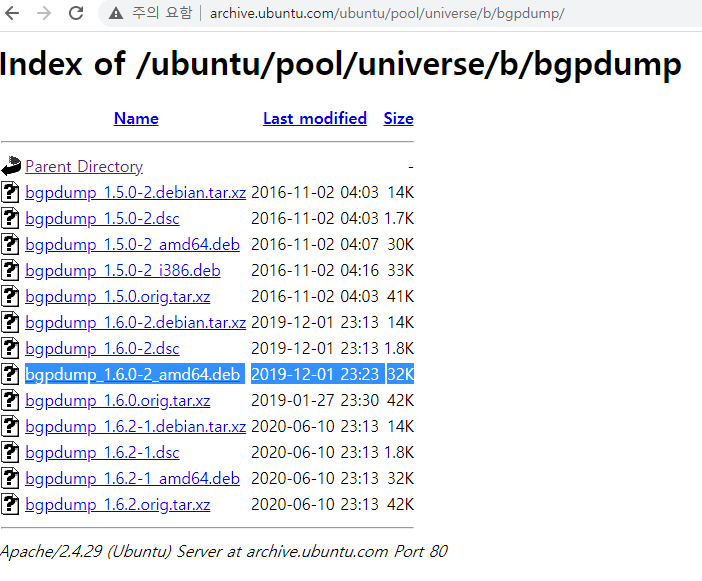 주의 요함 | archive.ubuntu.com/ubuntu/pool/universe/b/bgpdump/
Index of /ubuntu/pool/universe/b/bgpdump
Name Last modified Size
Parent Directory -
bgpdump_1.5.0-2.debian.tar.xz 2016-11-02 04:03 14K
bgpdump_1.5.0-2.dsc 2016-11-02 04:03 1.7K
bgpdump_1.5.0-2_amd64.deb 2016-11-02 04:07 30K
bgpdump_1.5.0-2_i386.deb 2016-11-02 04:16 33K
bgpdump_1.5.0.orig.tar.xz 2016-11-02 04:03 41K
bgpdump_1.6.0-2.debian.tar.xz 2019-12-01 23:13 14K
bgpdump_1.6.0-2.dsc 2019-12-01 23:13 1.8K
bgpdump_1.6.0-2_amd64.deb 2019-12-01 23:23 32K
bgpdump_1.6.0.orig.tar.xz 2019-01-27 23:30 42K
bgpdump_1.6.2-1.debian.tar.xz 2020-06-10 23:13 14K
bgpdump_1.6.2-1.dsc 2020-06-10 23:13 1.8K
bgpdump_1.6.2-1_amd64.deb 2020-06-10 23:13 32K
bgpdump_1.6.2.orig.tar.xz 2020-06-10 23:13 42K
Apache/2.4.29 (Ubuntu) Server at archive.ubuntu.com Port 80